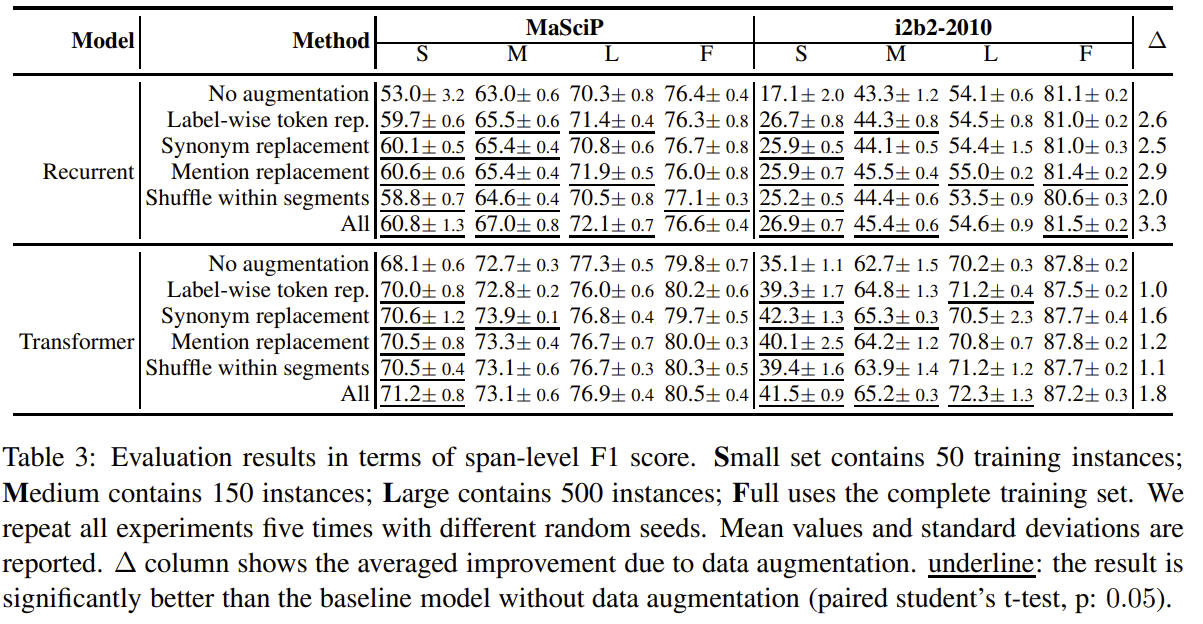 Model Method MaSciP i2b2-2010 Δ
S M L F S M L F
No augmentation 53.0± 3.2 63.0± 0.6 70.3± 0.8 76.4± 0.4 17.1± 2.0 43.3± 1.2 54.1± 0.6 81.1± 0.2
Label-wise token rep. 59.7± 0.6 65.5± 0.6 71.4± 0.4 76.3± 0.8 26.7± 0.8 44.3± 0.8 54.5± 0.8 81.0± 0.2 2.6
Synonym replacement 60.1± 0.5 65.4± 0.4 70.8± 0.6 76.7± 0.8 25.9± 0.5 44.1± 0.5 54.4± 1.5 81.0± 0.3 2.5
Recurrent Mention replacement 60.6± 0.6 65.4± 0.4 71.9± 0.5 76.0± 0.8 25.9± 0.7 45.5± 0.4 55.0± 0.2 81.4± 0.2 2.9
Shuffle within segments 58.8± 0.7 64.6± 0.4 70.5± 0.8 77.1± 0.3 25.2± 0.5 44.4± 0.6 53.5± 0.9 80.6± 0.3 2.0
All 60.8± 1.3 67.0± 0.8 72.1± 0.7 76.6± 0.4 26.9± 0.7 45.4± 0.6 54.6± 0.9 81.5± 0.2 3.3
No augmentation 68.1± 0.6 72.7± 0.3 77.3± 0.5 79.8± 0.7 35.1± 1.1 62.7± 1.5 70.2± 0.3 87.8± 0.2
Label-wise token rep. 70.0± 0.8 72.8± 0.2 76.0± 0.6 80.2± 0.6 39.3± 1.7 64.8± 1.3 71.2± 0.4 87.5± 0.2 1.0
Synonym replacement 70.6± 1.2 73.9± 0.1 76.8± 0.4 79.7± 0.5 42.3± 1.3 65.3± 0.3 70.5± 2.3 87.7± 0.4 1.6
Transformer Mention replacement 70.5± 0.8 73.3± 0.4 76.7± 0.7 80.0± 0.3 40.1± 2.5 64.2± 1.2 70.8± 0.7 87.8± 0.2 1.2
Shuffle within segments 70.5± 0.4 73.1± 0.6 76.7± 0.3 80.3± 0.5 39.4± 1.6 63.9± 1.4 71.2± 1.2 87.7± 0.2 1.1
All 71.2± 0.8 73.1± 0.6 76.9± 0.4 80.5± 0.4 41.5± 0.9 65.2± 0.3 72.3± 1.3 87.2± 0.3 1.8
Table 3: Evaluation results in terms of span-level F1 score. Small set contains 50 training instances;
Medium contains 150 instances; Large contains 500 instances; Full uses the complete training set. We
repeat all experiments five times with different random seeds. Mean values and standard deviations are
reported. Δ column shows the averaged improvement due to data augmentation. underline: the result is
significantly better than the baseline model without data augmentation (paired student's t-test, p: 0.05).